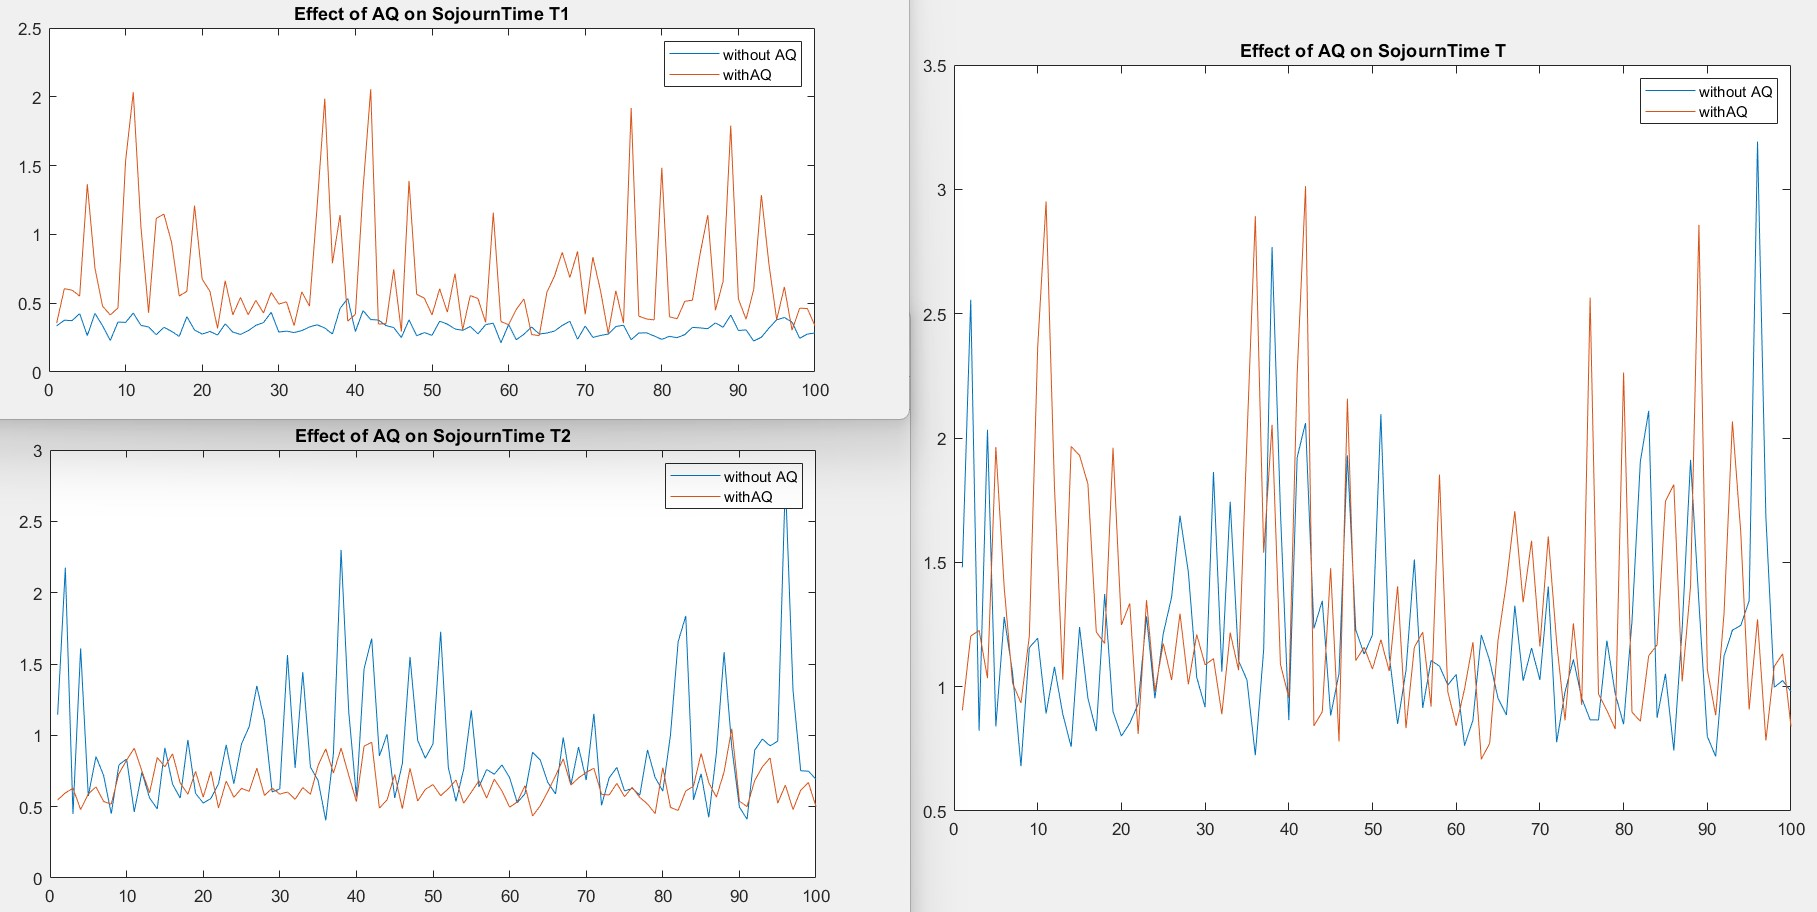 Effect of AQ on SojournTime T1
2.5
2
1.5
1
0.5
0
0 10 20 30 40 50 60 70 80 90 100
without AQ
withAQ
Effect of AQ on SojournTime T2
3
2.5
2
1.5
1
0.5
0
0 10 20 30 40 50 60 70 80 90 100
without AQ
withAQ
Effect of AQ on SojournTime T
3.5
3
2.5
2
1.5
1
0.5
0 10 20 30 40 50 60 70 80 90 100
without AQ
withAQ